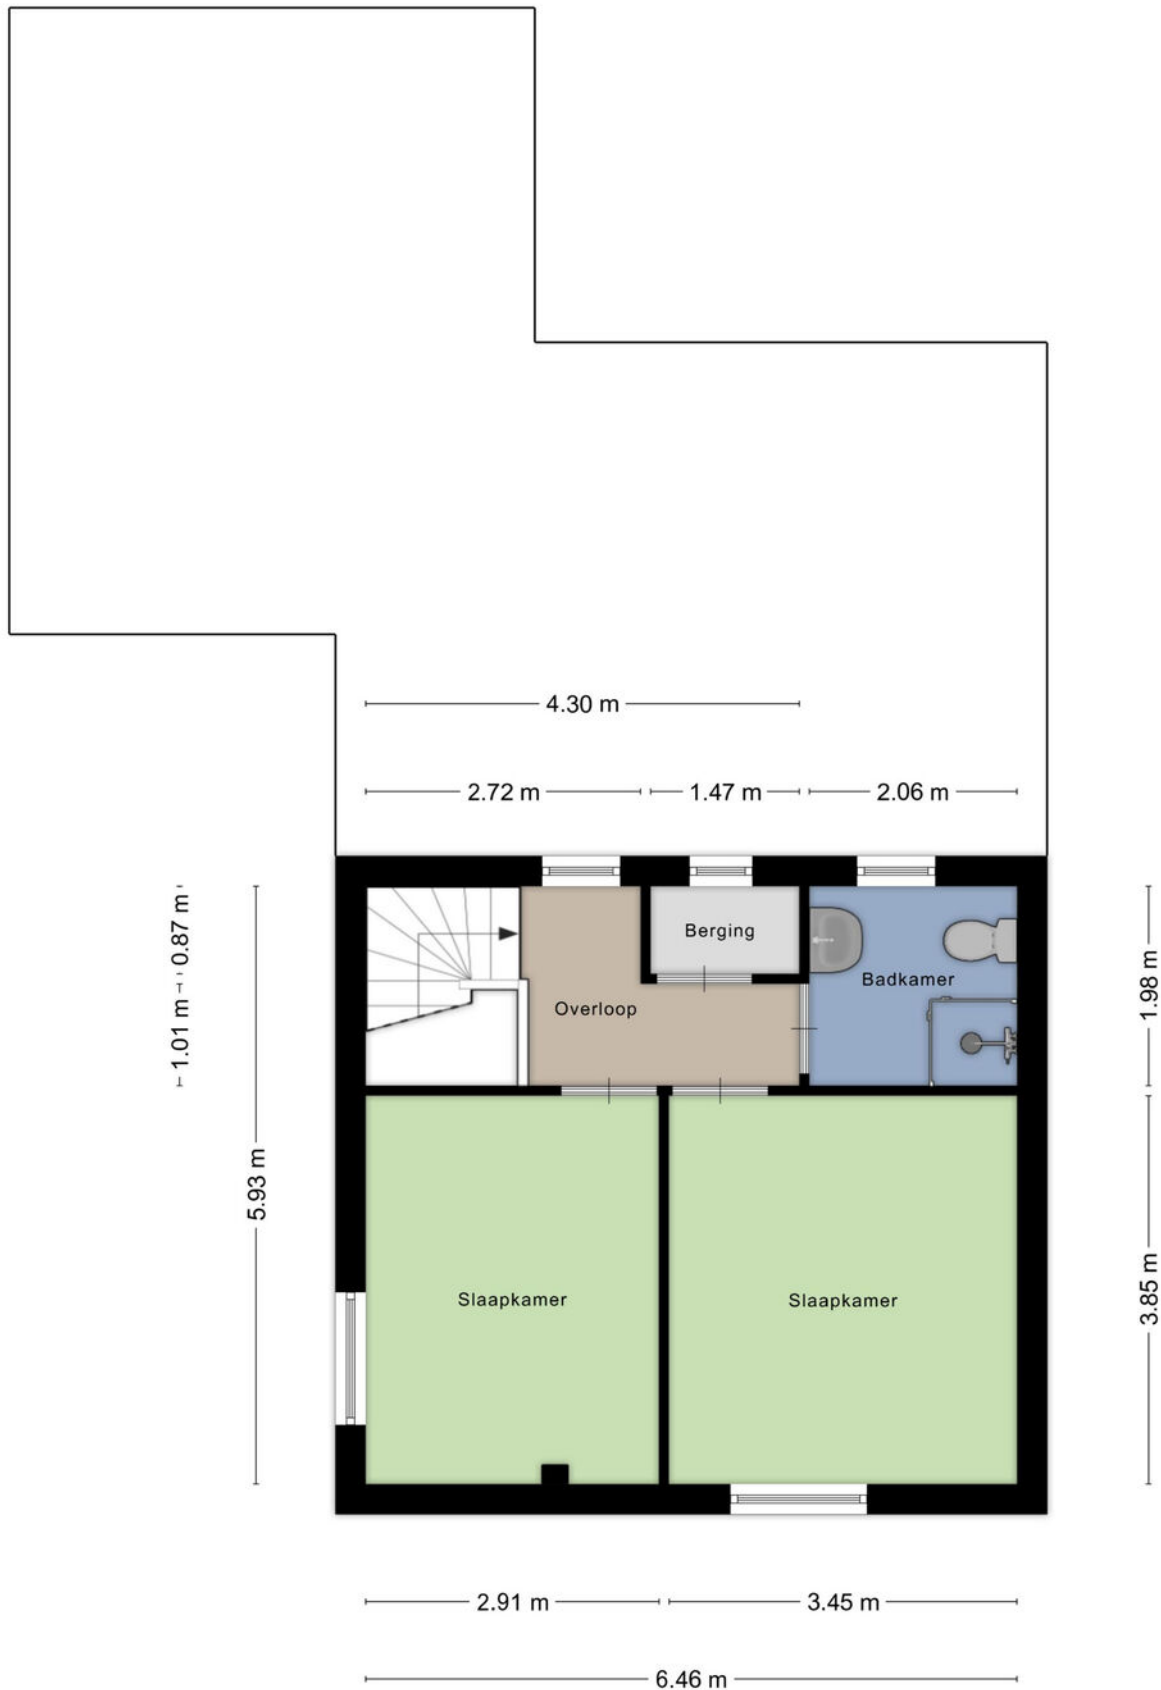 4.30 m
2.72 m
1.47 m
2.06 m
0.87 m
1.01 m
5.93 m
1.98 m
3.85 m
Berging
Badkamer
Overloop
Slaapkamer
Slaapkamer
2.91 m
3.45 m
6.46 m